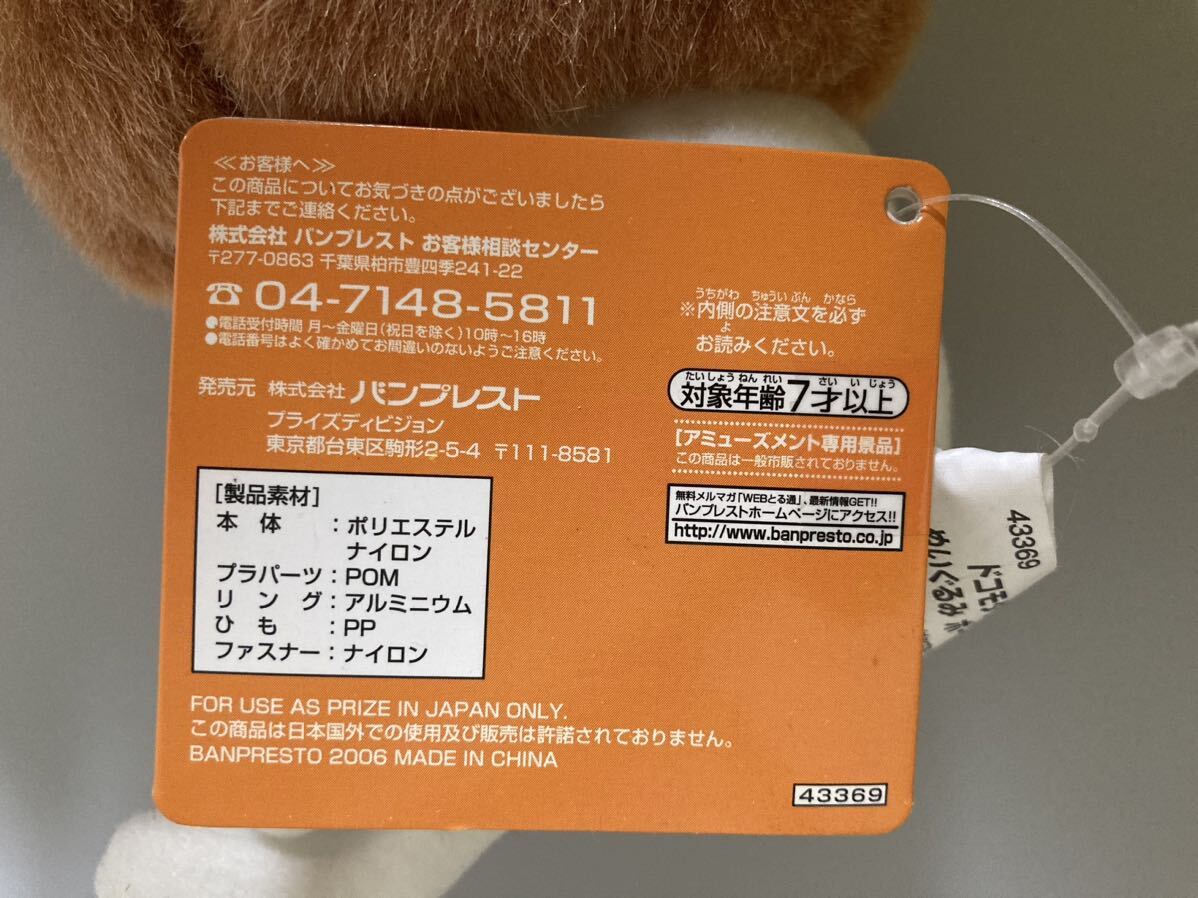 ≪お客様へ≫
この商品についてお気づきの点がございましたら
下記までご連絡ください。
株式会社 バンプレスト お客様相談センター
〒277-0863 千葉県柏市豊四季241-22
☎ 04-7148-5811
●電話受付時間 月～金曜日(祝日を除く)10時～16時
●電話番号はよく確かめてお間違いのないようご注意ください。
発売元 株式会社 バンプレスト
プライズディビジョン
東京都台東区駒形2-5-4 〒111-8581
[製品素材]
本体 :ポリエステル
ナイロン
プラパーツ:POM
リング:アルミニウム
ひも :PP
ファスナー:ナイロン
うちがわ ちゅういぶん かなら
※内側の注意文を必ず
よ
お読みください。
たいしょうねんれい さいいじょう
対象年齢7才以上
[アミューズメント専用景品]
この商品は一般市販されておりません。
無料メルマガ「WEBとる通」、最新情報GET!!
バンプレストホームページにアクセス!!
http://www.banpresto.co.jp
FOR USE AS PRIZE IN JAPAN ONLY.
この商品は日本国外での使用及び販売は許諾されておりません。
BANPRESTO 2006 MADE IN CHINA
43369
43369
ドコモ
めいぐるみ